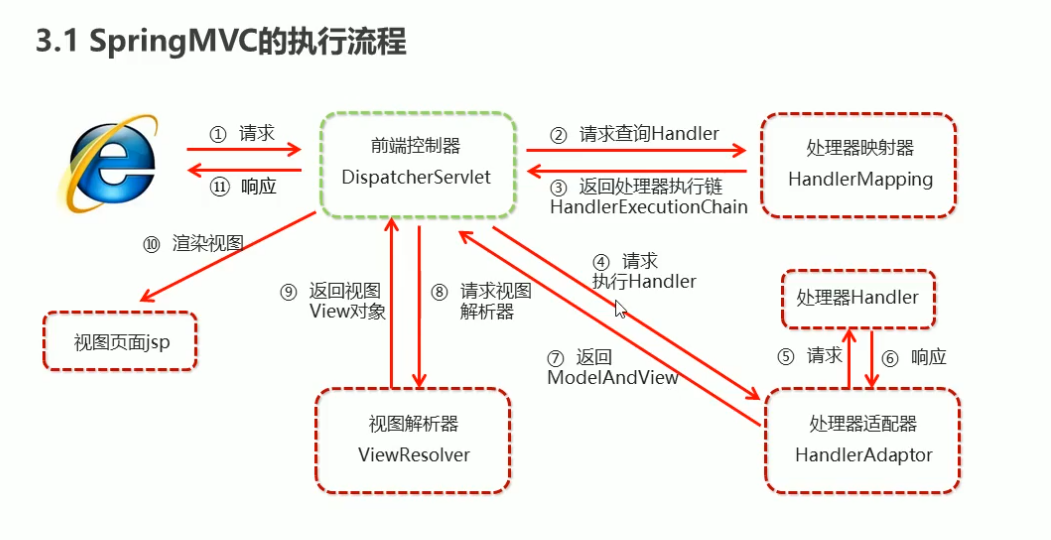 3.1 SpringMVC的执行流程
① 请求
⑪ 响应
前端控制器
DispatcherServlet
② 请求查询Handler
③ 返回处理器执行链
HandlerExecutionChain
处理器映射器
HandlerMapping
⑩ 渲染视图
⑨ 返回视图
View对象
⑧ 请求视图
解析器
④ 请求
执行Handler
处理器Handler
视图页面jsp
⑦ 返回
ModelAndView
⑤ 请求
⑥ 响应
视图解析器
ViewResolver
处理器适配器
HandlerAdaptor